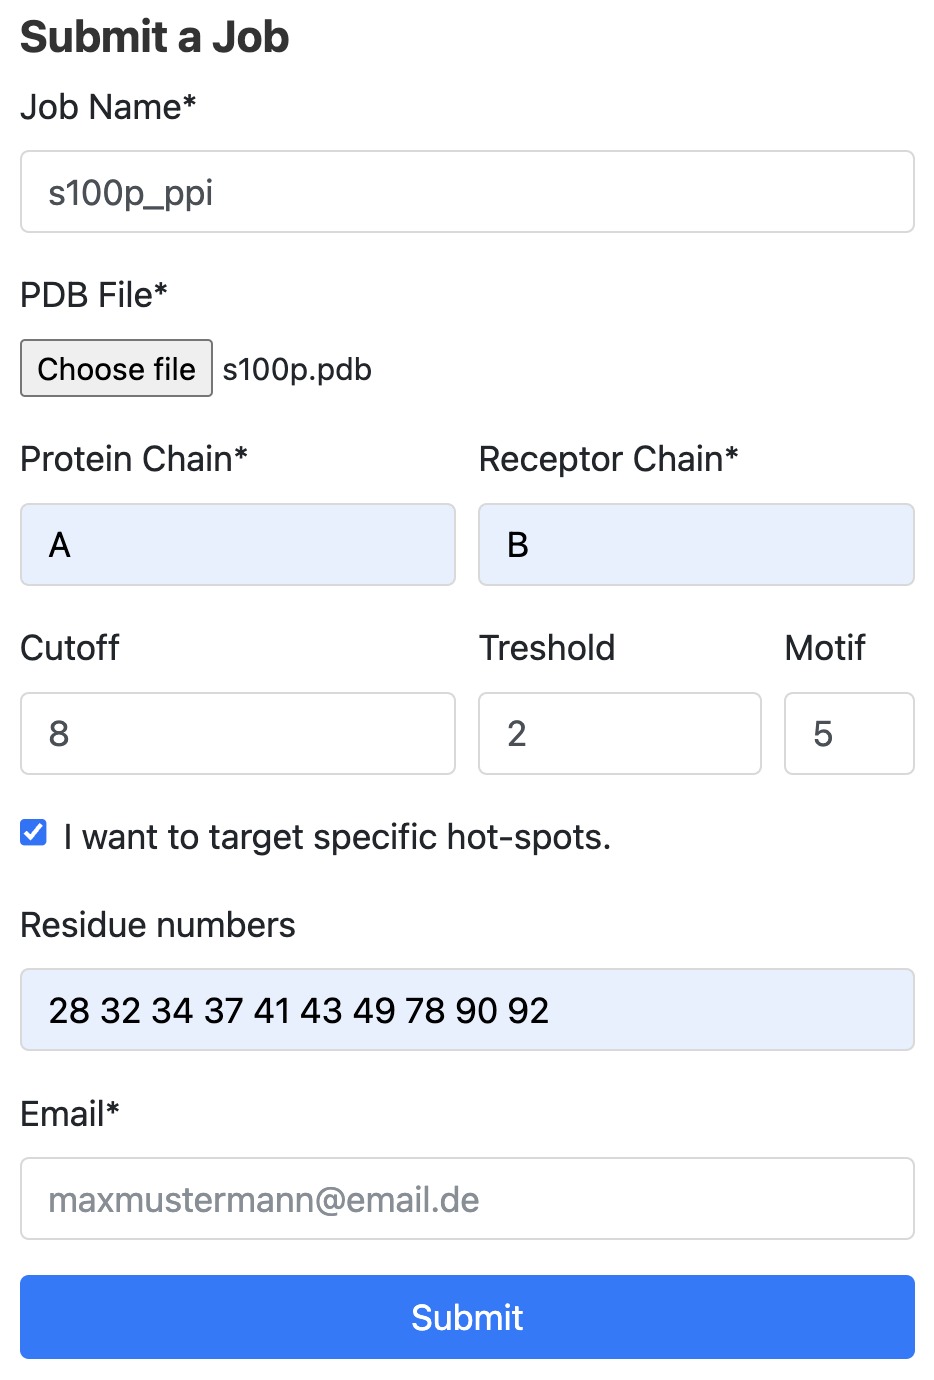 Submit a Job
Job Name*
s100p_ppi
PDB File*
Choose file s100p.pdb
Protein Chain* Receptor Chain*
A B
Cutoff Treshold Motif
8 2 5
I want to target specific hot-spots.
Residue numbers
28 32 34 37 41 43 49 78 90 92
Email*
maxmustermann@email.de
Submit